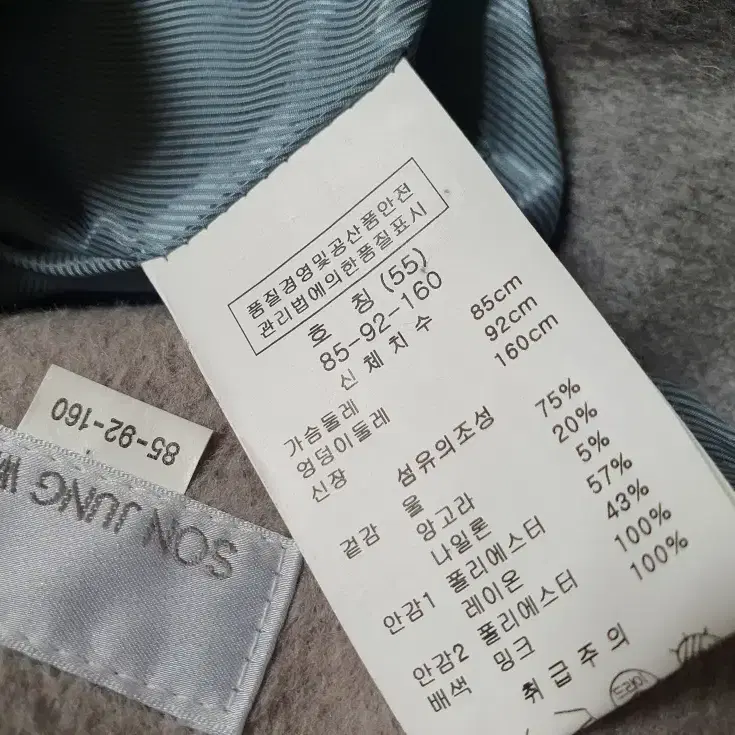 품질경영및공산품안전
관리법에의한품질표시
호 칭 (55)
85-92-160
신체치수
가슴둘레 85cm
엉덩이둘레 92cm
신장 160cm
섬유의조성
겉감 울 75%
앙고라 20%
나일론 5%
안감1 폴리에스터 57%
레이온 43%
안감2 폴리에스터 100%
배색 밍크 100%
취급주의
85-92-160
SON JUNG W